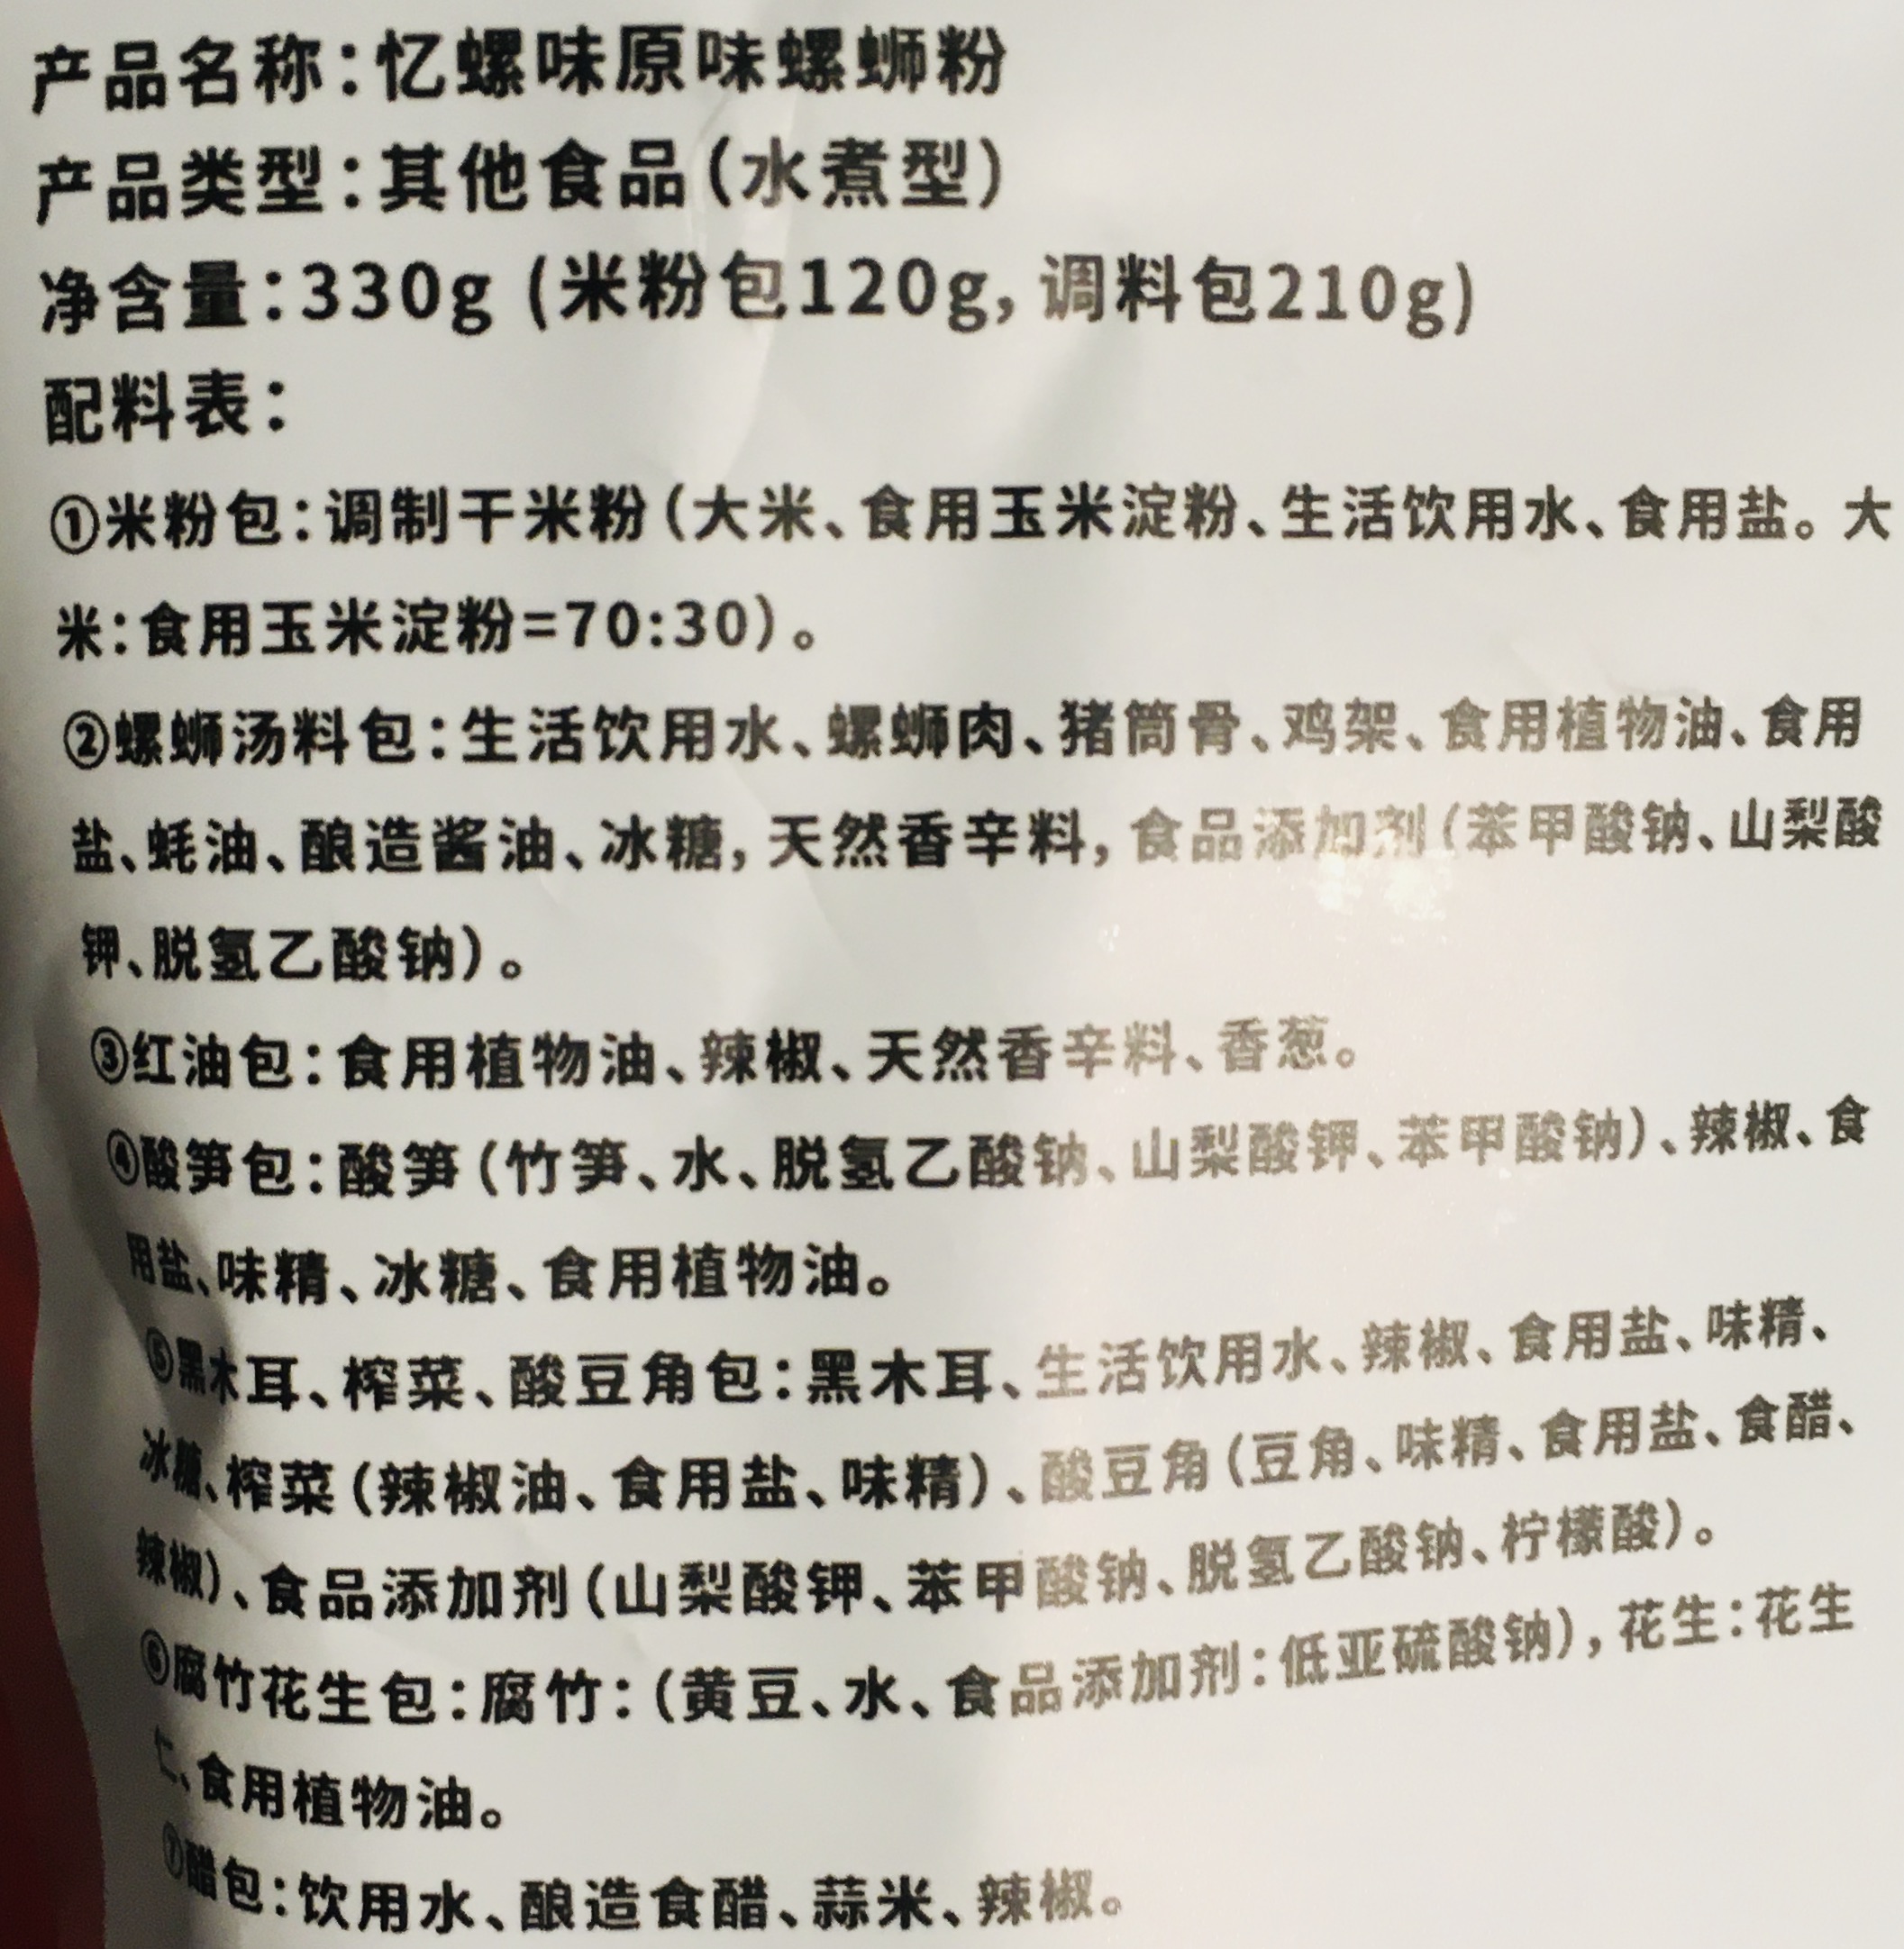 产品名称:忆螺味原味螺蛳粉
产品类型:其他食品(水煮型)
净含量:330g (米粉包120g, 调料包210g)
配料表:
①米粉包:调制干米粉(大米、食用玉米淀粉、生活饮用水、食用盐。大
米:食用玉米淀粉=70:30)。
②螺蛳汤料包:生活饮用水、螺蛳肉、猪筒骨、鸡架、食用植物油、食用
盐、蚝油、酿造酱油、冰糖,天然香辛料,食品添加剂(苯甲酸钠、山梨酸
钾、脱氢乙酸钠)。
③红油包:食用植物油、辣椒、天然香辛料、香葱。
④酸笋包:酸笋(竹笋、水、脱氢乙酸钠、山梨酸钾、苯甲酸钠)、辣椒、食
用盐、味精、冰糖、食用植物油。
⑤黑木耳、榨菜、酸豆角包:黑木耳、生活饮用水、辣椒、食用盐、味精、
冰糖、榨菜(辣椒油、食用盐、味精)、酸豆角(豆角、味精、食用盐、食醋、
辣椒)、食品添加剂(山梨酸钾、苯甲酸钠、脱氢乙酸钠、柠檬酸)。
⑥腐竹花生包:腐竹:(黄豆、水、食品添加剂:低亚硫酸钠),花生:花生
仁、食用植物油。
⑦醋包:饮用水、酿造食醋、蒜米、辣椒。